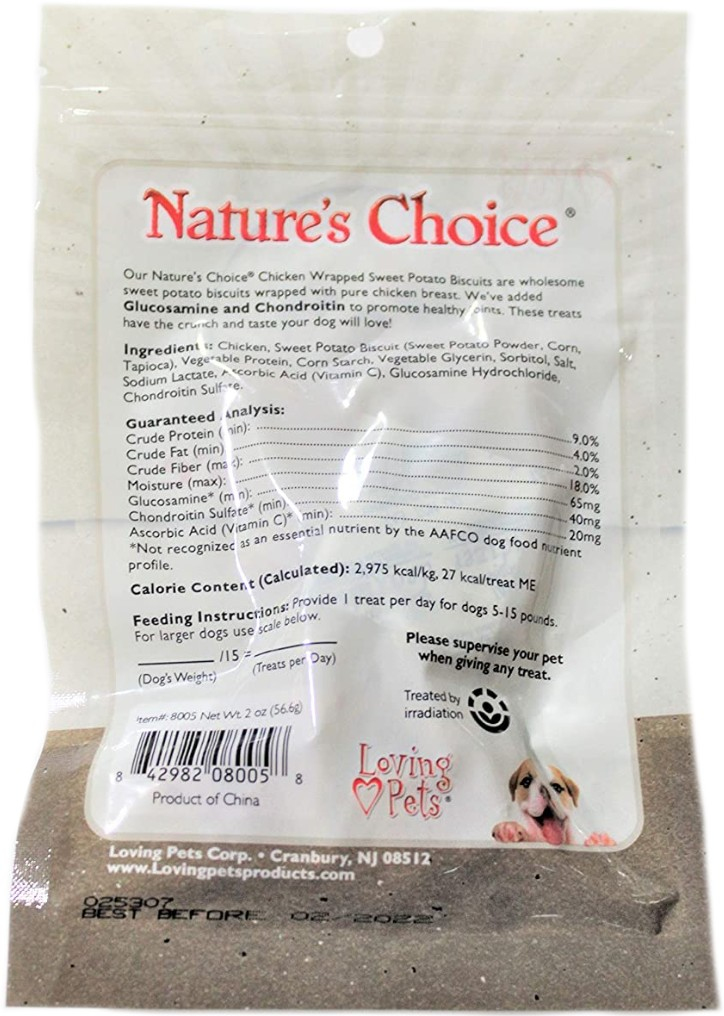 Nature's Choice®
Our Nature's Choice® Chicken Wrapped Sweet Potato Biscuits are wholesome
sweet potato biscuits wrapped with pure chicken breast. We've added
Glucosamine and Chondroitin to promote healthy joints. These treats
have the crunch and taste your dog will love!
Ingredients: Chicken, Sweet Potato Biscuit (Sweet Potato Powder, Corn,
Tapioca), Vegetable Protein, Corn Starch, Vegetable Glycerin, Sorbitol, Salt,
Sodium Lactate, Ascorbic Acid (Vitamin C), Glucosamine Hydrochloride,
Chondroitin Sulfate.
Guaranteed Analysis:
Crude Protein (min): 9.0%
Crude Fat (min) 4.0%
Crude Fiber (max): 2.0%
Moisture (max): 18.0%
Glucosamine* (min): 65mg
Chondroitin Sulfate* (min) 40mg
Ascorbic Acid (Vitamin C)* (min): 20mg
*Not recognized as an essential nutrient by the AAFCO dog food nutrient
profile.
Calorie Content (Calculated): 2,975 kcal/kg, 27 kcal/treat ME
Feeding Instructions: Provide 1 treat per day for dogs 5-15 pounds.
For larger dogs use scale below.
/15 =
(Dog's Weight) (Treats per Day)
Please supervise your pet
when giving any treat.
Treated by
irradiation
Item#: 8005 Net Wt. 2 oz (56.6g)
8 42982 08005 8
Product of China
Loving
Pets®
Loving Pets Corp. • Cranbury, NJ 08512
www.Lovingpetsproducts.com
025307
BEST BEFORE 02/2022